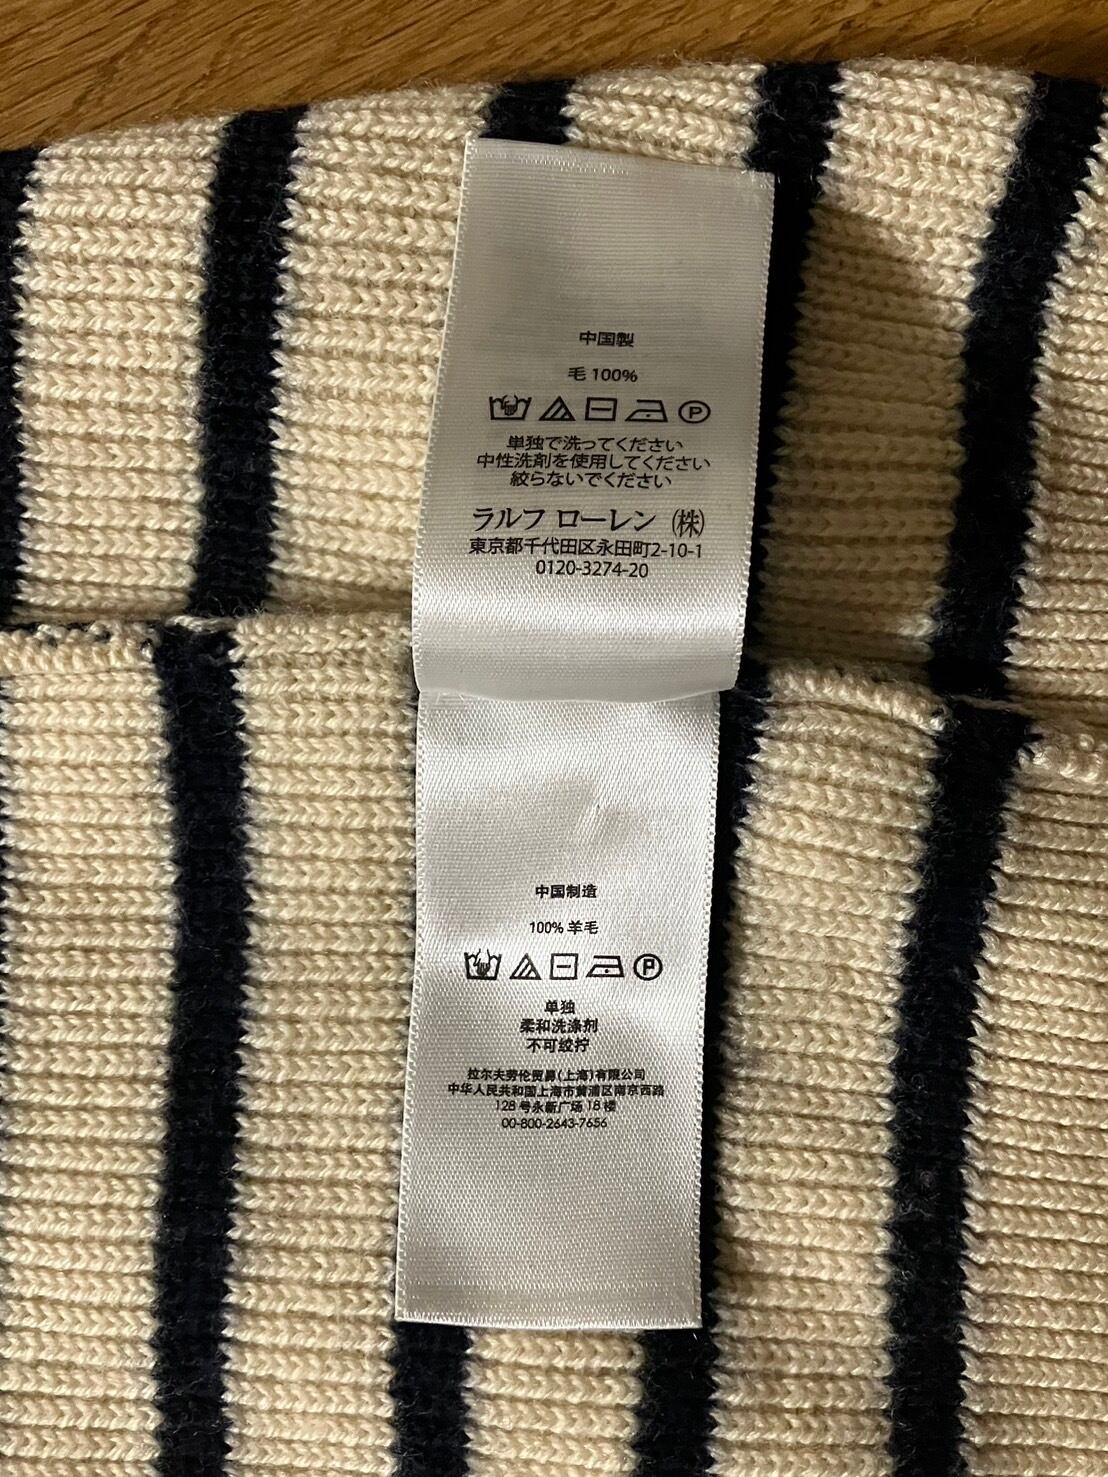 中国製
毛 100%
P
単独で洗ってください
中性洗剤を使用してください
絞らないでください
ラルフ ローレン (株)
東京都千代田区永田町2-10-1
0120-3274-20
中国制造
100% 羊毛
P
单独
柔和洗涤剂
不可绞拧
拉尔夫劳伦贸易(上海)有限公司
中华人民共和国上海市黄浦区南京西路
128 号永新广场 18 楼
00-800-2643-7656